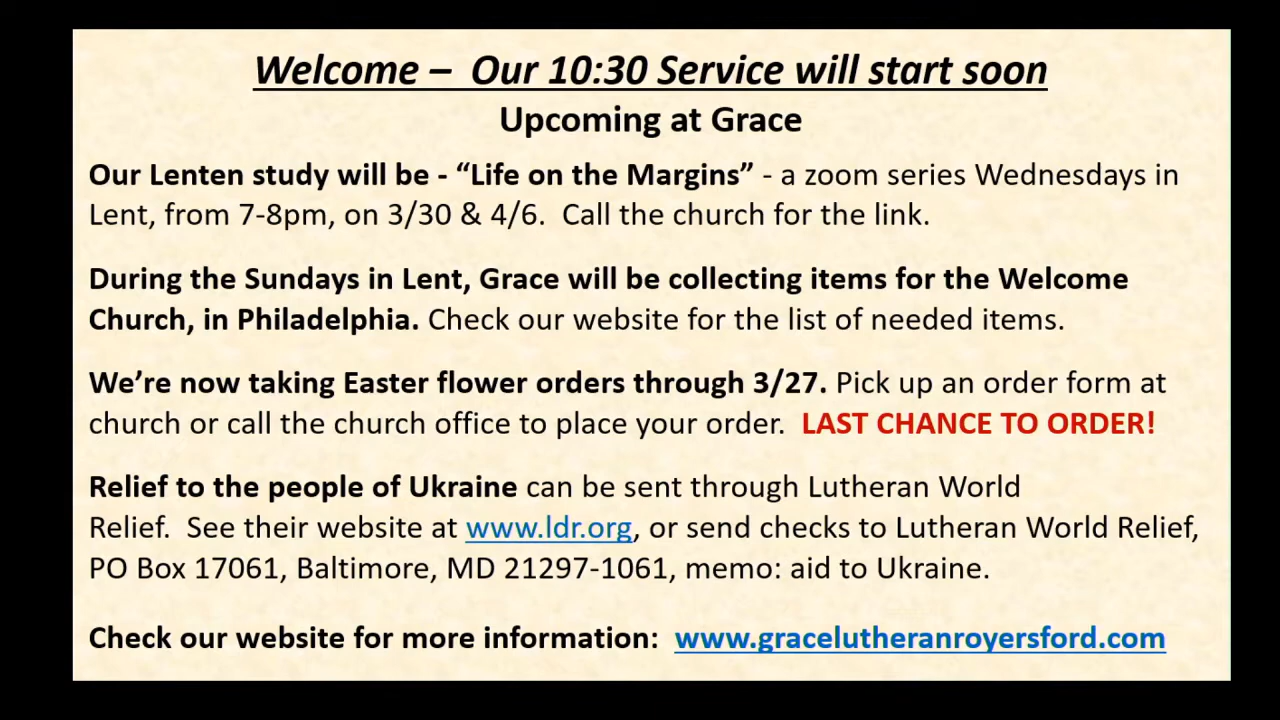 Welcome – Our 10:30 Service will start soon
Upcoming at Grace
Our Lenten study will be - “Life on the Margins” - a zoom series Wednesdays in
Lent, from 7-8pm, on 3/30 & 4/6. Call the church for the link.
During the Sundays in Lent, Grace will be collecting items for the Welcome
Church, in Philadelphia. Check our website for the list of needed items.
We’re now taking Easter flower orders through 3/27. Pick up an order form at
church or call the church office to place your order. LAST CHANCE TO ORDER!
Relief to the people of Ukraine can be sent through Lutheran World
Relief. See their website at www.ldr.org, or send checks to Lutheran World Relief,
PO Box 17061, Baltimore, MD 21297-1061, memo: aid to Ukraine.
Check our website for more information: www.gracelutheranroyersford.com